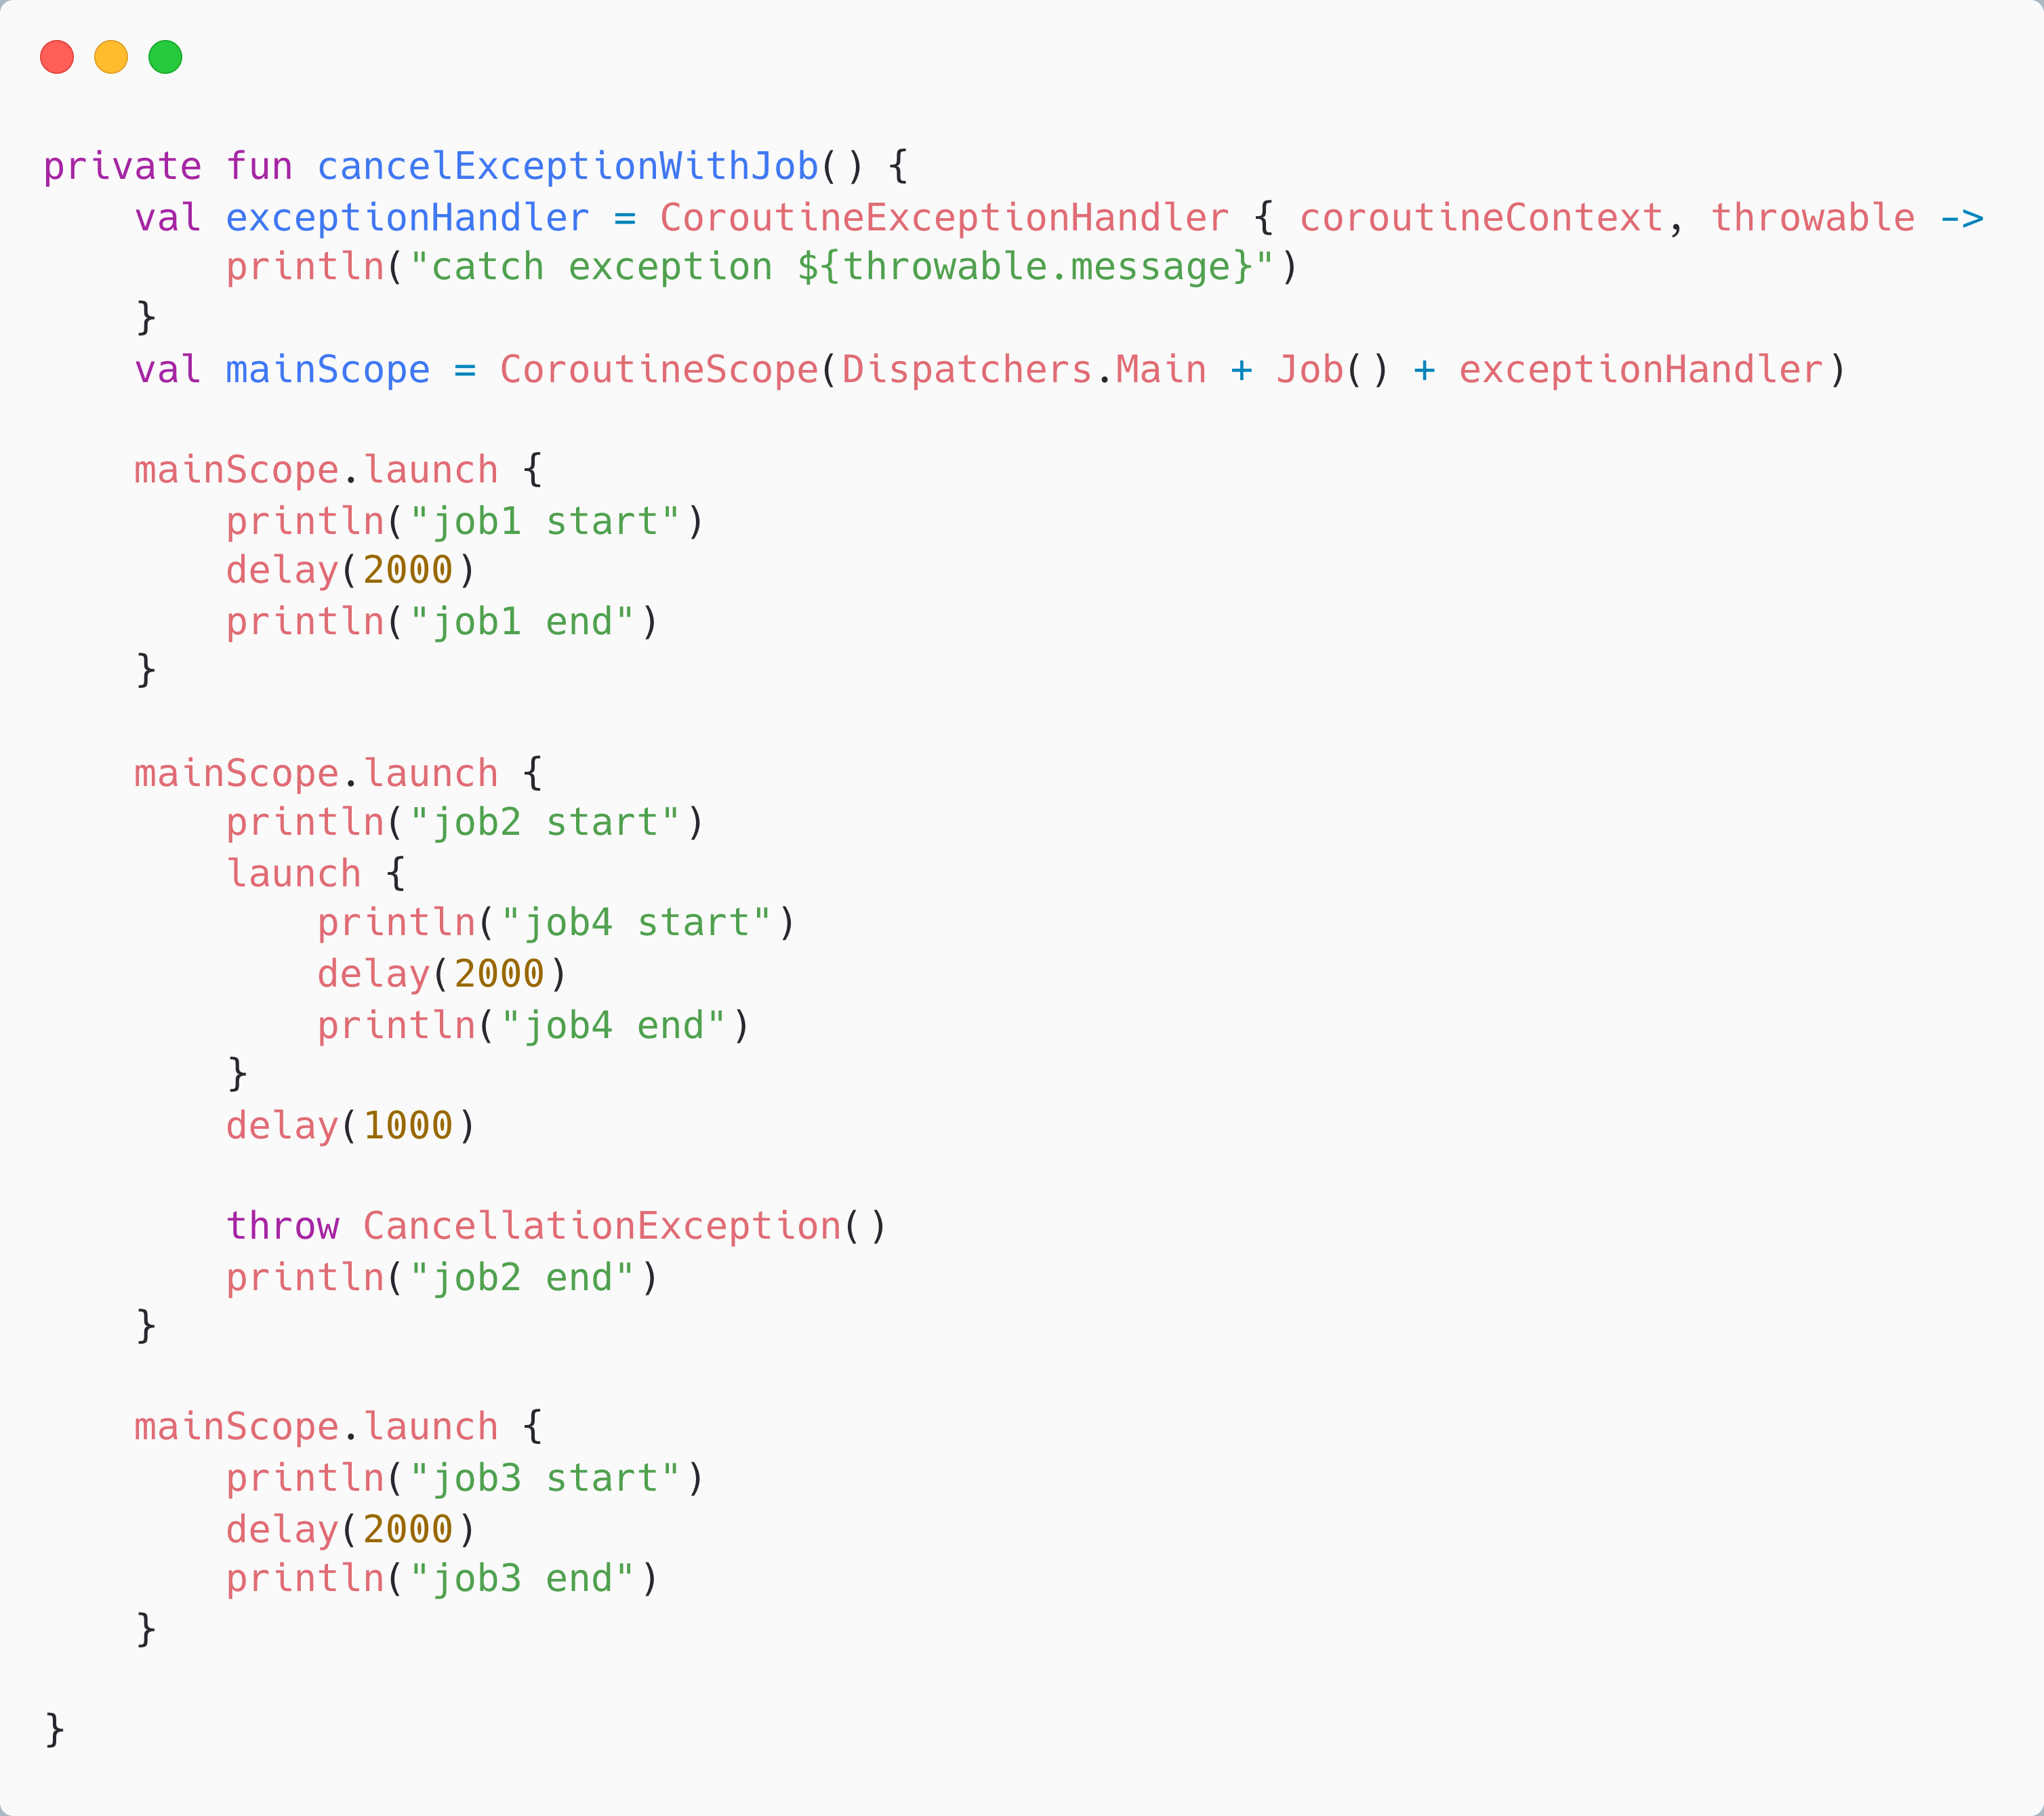 private fun cancelExceptionWithJob() {
    val exceptionHandler = CoroutineExceptionHandler { coroutineContext, throwable ->
        println("catch exception ${throwable.message}")
    }
    val mainScope = CoroutineScope(Dispatchers.Main + Job() + exceptionHandler)

    mainScope.launch {
        println("job1 start")
        delay(2000)
        println("job1 end")
    }

    mainScope.launch {
        println("job2 start")
        launch {
            println("job4 start")
            delay(2000)
            println("job4 end")
        }
        delay(1000)

        throw CancellationException()
        println("job2 end")
    }

    mainScope.launch {
        println("job3 start")
        delay(2000)
        println("job3 end")
    }

}